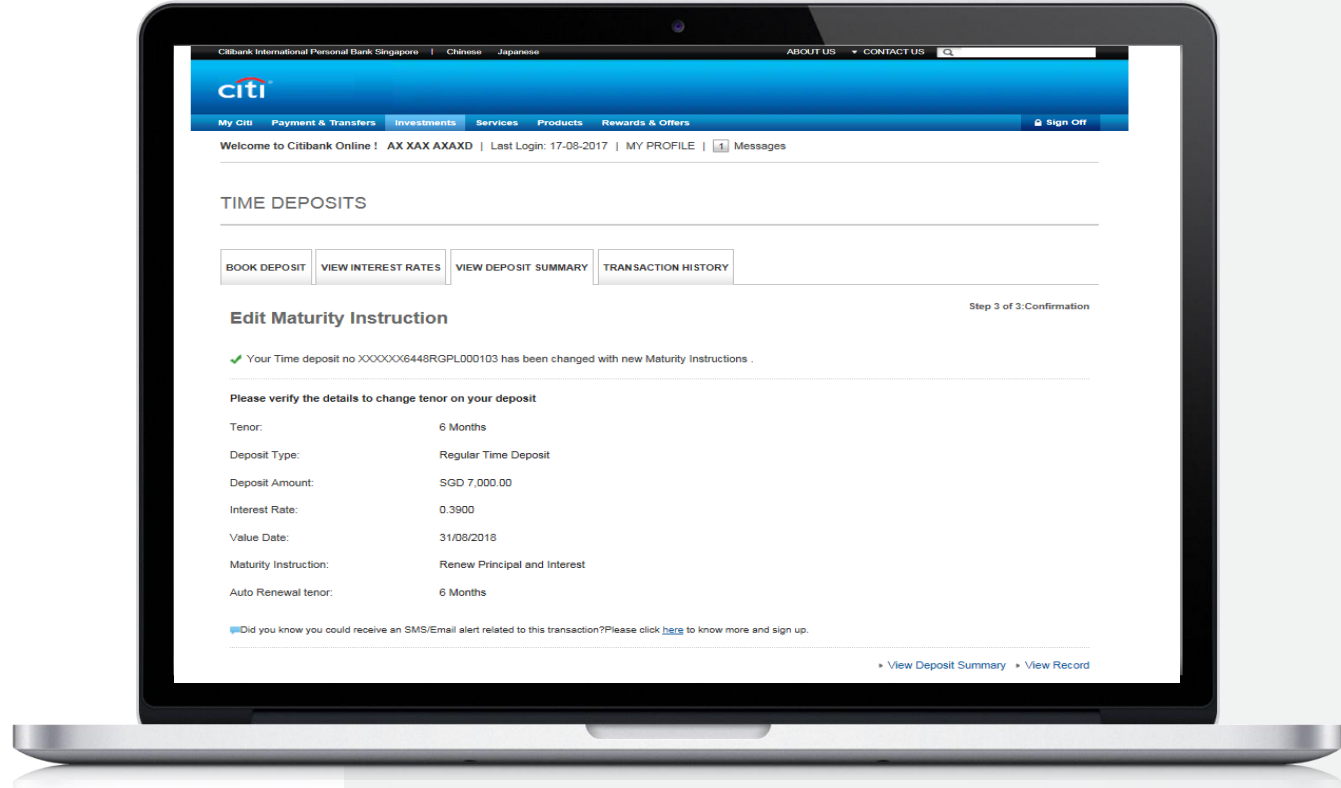 Citibank International Personal Bank Singapore | Chinese Japanese ABOUT US CONTACT US
citi
My Citi Payment & Transfers Investments Services Products Rewards & Offers Sign Off
Welcome to Citibank Online ! AX XAX AXAXD | Last Login: 17-08-2017 | MY PROFILE | 1 Messages
TIME DEPOSITS
BOOK DEPOSIT VIEW INTEREST RATES VIEW DEPOSIT SUMMARY TRANSACTION HISTORY
Step 3 of 3:Confirmation
Edit Maturity Instruction
Your Time deposit no XXXXXX6448RGPL000103 has been changed with new Maturity Instructions .
Please verify the details to change tenor on your deposit
Tenor: 6 Months
Deposit Type: Regular Time Deposit
Deposit Amount: SGD 7,000.00
Interest Rate: 0.3900
Value Date: 31/08/2018
Maturity Instruction: Renew Principal and Interest
Auto Renewal tenor: 6 Months
Did you know you could receive an SMS/Email alert related to this transaction?Please click here to know more and sign up.
View Deposit Summary View Record